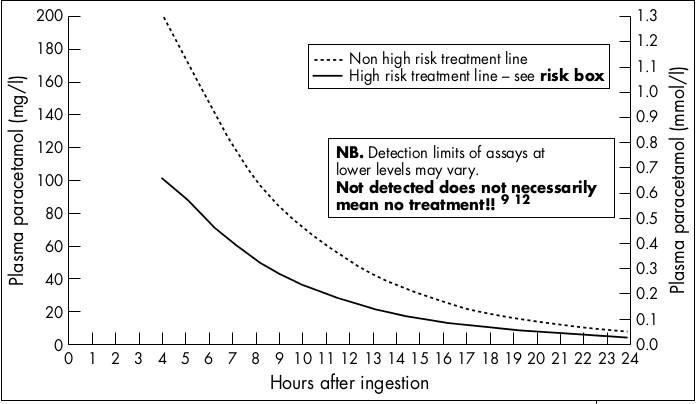 200
180
160
140
120
100
80
60
40
20
0
Plasma paracetamol (mg/l)
1.3
1.2
1.1
1.0
0.9
0.8
0.7
0.6
0.5
0.4
0.3
0.2
0.1
0.0
Plasma paracetamol (mmol/l)
Non high risk treatment line
High risk treatment line – see risk box
NB. Detection limits of assays at
lower levels may vary.
Not detected does not necessarily
mean no treatment!! 9 12
0 1 2 3 4 5 6 7 8 9 10 11 12 13 14 15 16 17 18 19 20 21 22 23 24
Hours after ingestion